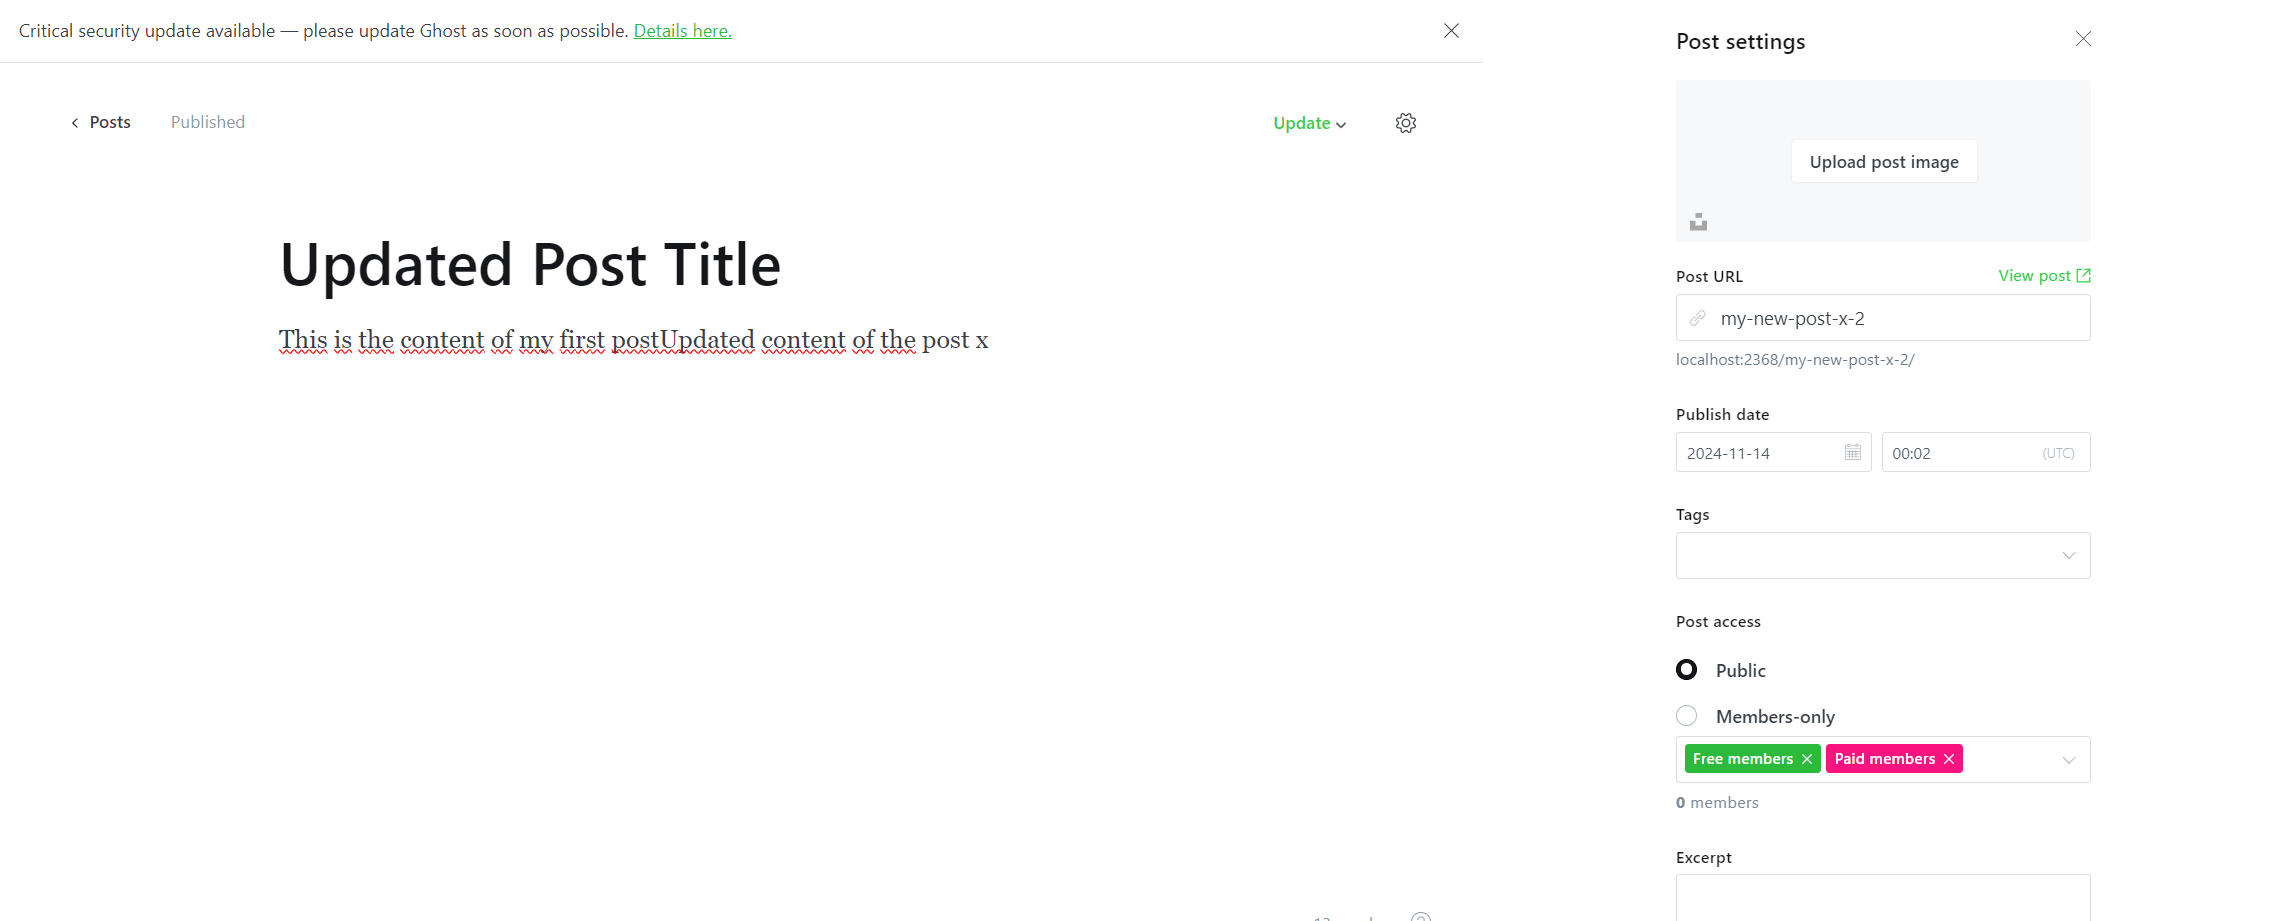 Critical security update available — please update Ghost as soon as possible. Details here.
Posts
Published
Update
Updated Post Title
This is the content of my first postUpdated content of the post x
Post settings
Upload post image
Post URL
View post
my-new-post-x-2
localhost:2368/my-new-post-x-2/
Publish date
2024-11-14
00:02
(UTC)
Tags
Post access
Public
Members-only
Free members
Paid members
0 members
Excerpt